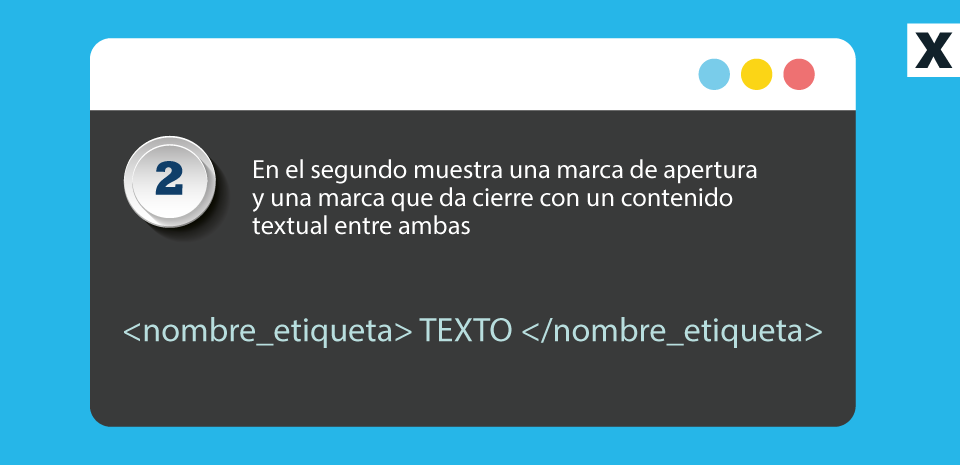 X
2
En el segundo muestra una marca de apertura
y una marca que da cierre con un contenido
textual entre ambas
<nombre_etiqueta> TEXTO </nombre_etiqueta>